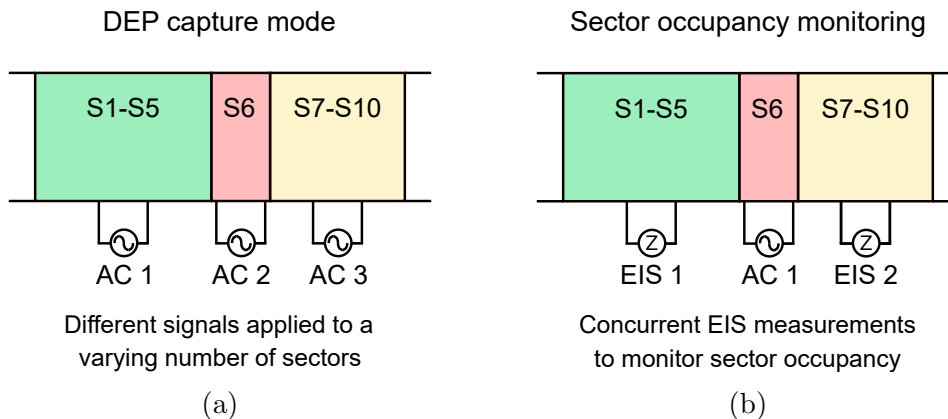 DEP capture mode
S1-S5 S6 S7-S10
AC 1 AC 2 AC 3
Different signals applied to a
varying number of sectors
(a)
Sector occupancy monitoring
S1-S5 S6 S7-S10
Z Z
EIS 1 AC 1 EIS 2
Concurrent EIS measurements
to monitor sector occupancy
(b)